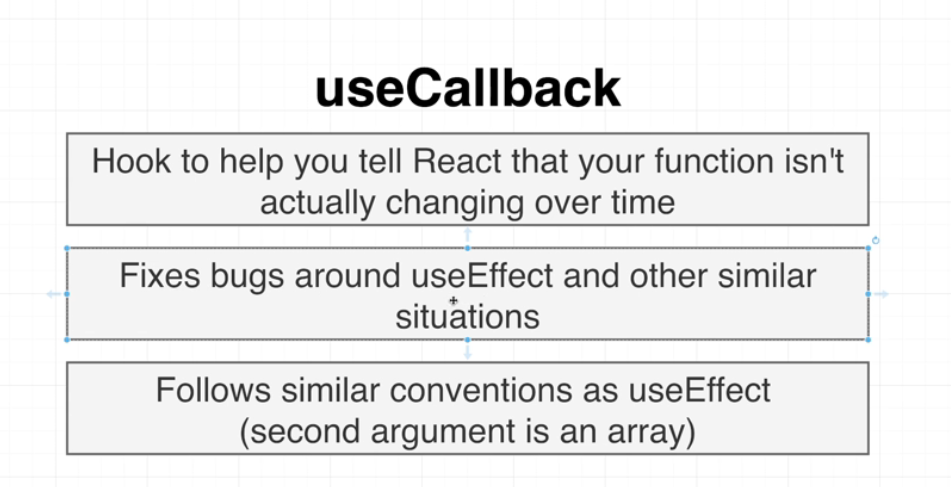 useCallback
Hook to help you tell React that your function isn't
actually changing over time
Fixes bugs around useEffect and other similar
situations
Follows similar conventions as useEffect
(second argument is an array)